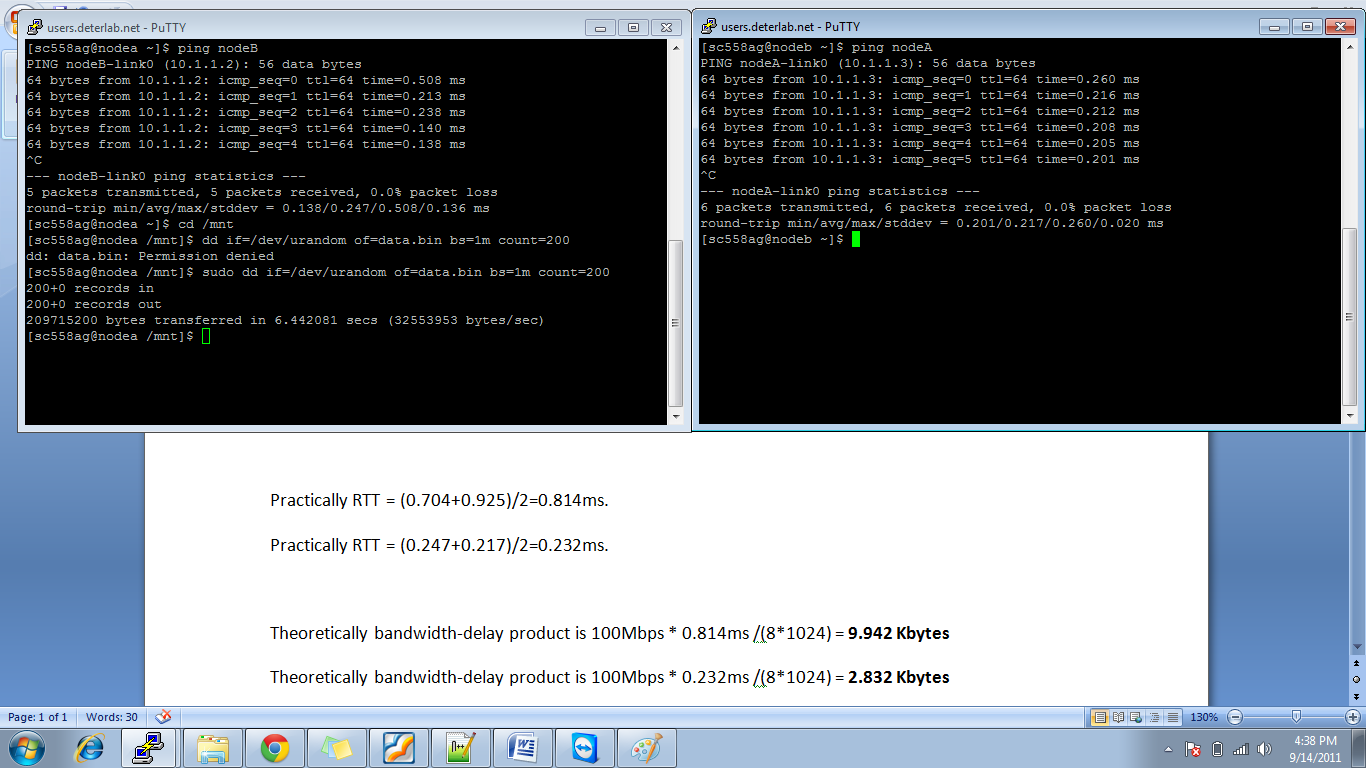 users.deterlab.net - PuTTY
[sc558ag@nodea ~]$ ping nodeB
PING nodeB-link0 (10.1.1.2): 56 data bytes
64 bytes from 10.1.1.2: icmp_seq=0 ttl=64 time=0.508 ms
64 bytes from 10.1.1.2: icmp_seq=1 ttl=64 time=0.213 ms
64 bytes from 10.1.1.2: icmp_seq=2 ttl=64 time=0.238 ms
64 bytes from 10.1.1.2: icmp_seq=3 ttl=64 time=0.140 ms
64 bytes from 10.1.1.2: icmp_seq=4 ttl=64 time=0.138 ms
^C
--- nodeB-link0 ping statistics ---
5 packets transmitted, 5 packets received, 0.0% packet loss
round-trip min/avg/max/stddev = 0.138/0.247/0.508/0.136 ms
[sc558ag@nodea ~]$ cd /mnt
[sc558ag@nodea /mnt]$ dd if=/dev/urandom of=data.bin bs=1m count=200
dd: data.bin: Permission denied
[sc558ag@nodea /mnt]$ sudo dd if=/dev/urandom of=data.bin bs=1m count=200
200+0 records in
200+0 records out
209715200 bytes transferred in 6.442081 secs (32553953 bytes/sec)
[sc558ag@nodea /mnt]$
users.deterlab.net - PuTTY
[sc558ag@nodeb ~]$ ping nodeA
PING nodeA-link0 (10.1.1.3): 56 data bytes
64 bytes from 10.1.1.3: icmp_seq=0 ttl=64 time=0.260 ms
64 bytes from 10.1.1.3: icmp_seq=1 ttl=64 time=0.216 ms
64 bytes from 10.1.1.3: icmp_seq=2 ttl=64 time=0.212 ms
64 bytes from 10.1.1.3: icmp_seq=3 ttl=64 time=0.208 ms
64 bytes from 10.1.1.3: icmp_seq=4 ttl=64 time=0.205 ms
64 bytes from 10.1.1.3: icmp_seq=5 ttl=64 time=0.201 ms
^C
--- nodeA-link0 ping statistics ---
6 packets transmitted, 6 packets received, 0.0% packet loss
round-trip min/avg/max/stddev = 0.201/0.217/0.260/0.020 ms
[sc558ag@nodeb ~]$
Practically RTT = (0.704+0.925)/2=0.814ms.
Practically RTT = (0.247+0.217)/2=0.232ms.
Theoretically bandwidth-delay product is 100Mbps * 0.814ms /(8*1024) = 9.942 Kbytes
Theoretically bandwidth-delay product is 100Mbps * 0.232ms /(8*1024) = 2.832 Kbytes
Page: 1 of 1
Words: 30
130%
4:38 PM
9/14/2011